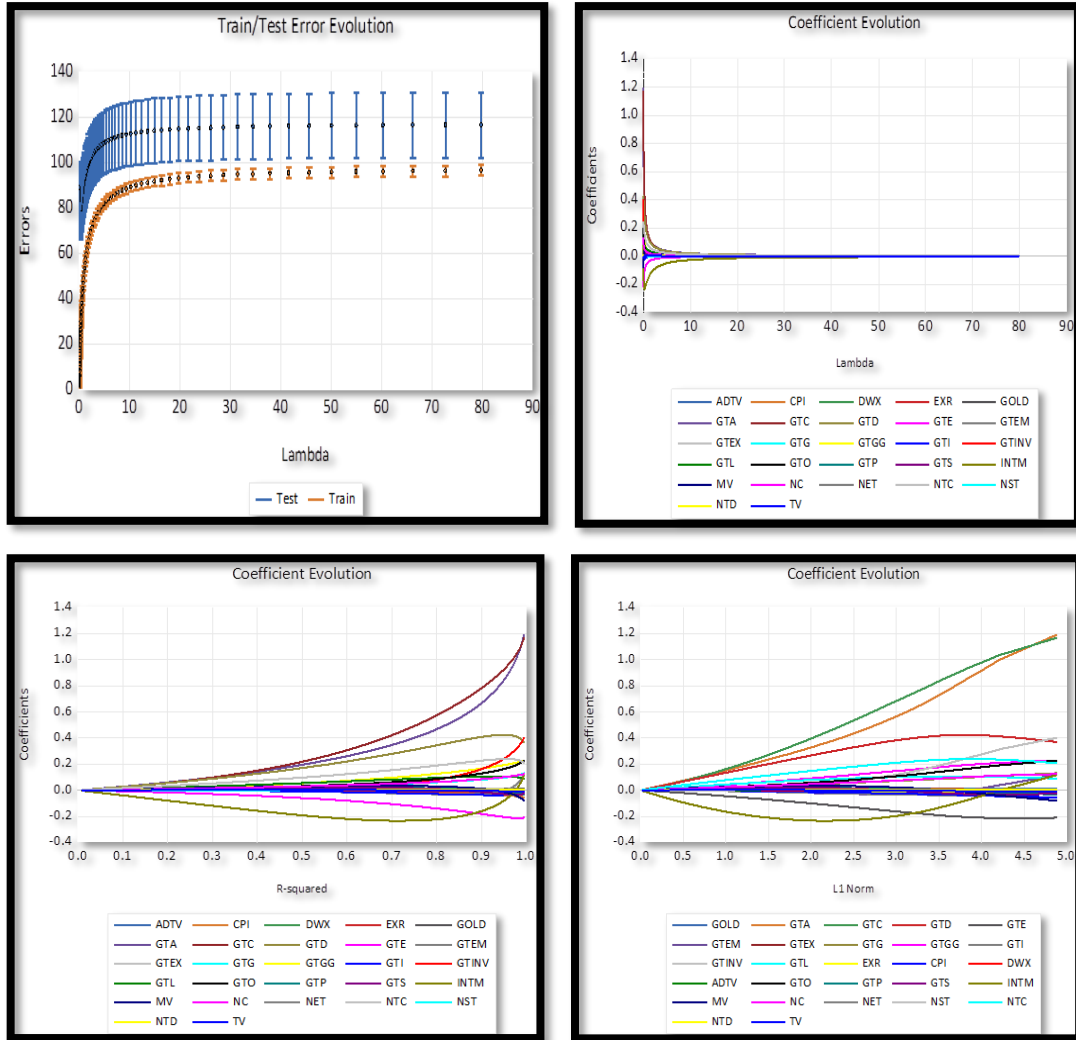 Train/Test Error Evolution
140
120
100
80
60
40
20
0
Errors
0 10 20 30 40 50 60 70 80 90
Lambda
Test Train
Coefficient Evolution
1.4
1.2
1.0
0.8
0.6
0.4
0.2
0.0
-0.2
-0.4
Coefficients
0 10 20 30 40 50 60 70 80 90
Lambda
ADTV CPI DWX EXR GOLD
GTA GTC GTD GTE GTEM
GTEX GTG GTGG GTI GTINV
GTL GTO GTP GTS INTM
MV NC NET NTC NST
NTD TV
Coefficient Evolution
1.4
1.2
1.0
0.8
0.6
0.4
0.2
0.0
-0.2
-0.4
Coefficients
0.0 0.1 0.2 0.3 0.4 0.5 0.6 0.7 0.8 0.9 1.0
R-squared
ADTV CPI DWX EXR GOLD
GTA GTC GTD GTE GTEM
GTEX GTG GTGG GTI GTINV
GTL GTO GTP GTS INTM
MV NC NET NTC NST
NTD TV
Coefficient Evolution
1.4
1.2
1.0
0.8
0.6
0.4
0.2
0.0
-0.2
-0.4
Coefficients
0.0 0.5 1.0 1.5 2.0 2.5 3.0 3.5 4.0 4.5 5.0
L1 Norm
GOLD GTA GTC GTD GTE
GTEM GTEX GTG GTGG GTI
GTINV GTL EXR CPI DWX
ADTV GTO GTP GTS INTM
MV NC NET NST NTC
NTD TV